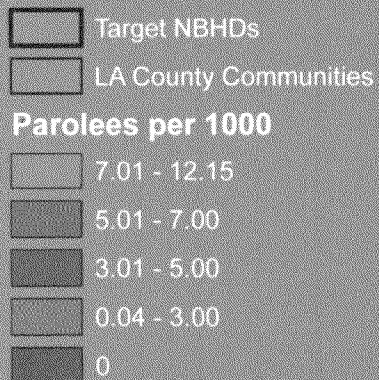 Target NBHDs
LA County Communities
Parolees per 1000
7.01 - 12.15
5.01 - 7.00
3.01 - 5.00
0.04 - 3.00
0